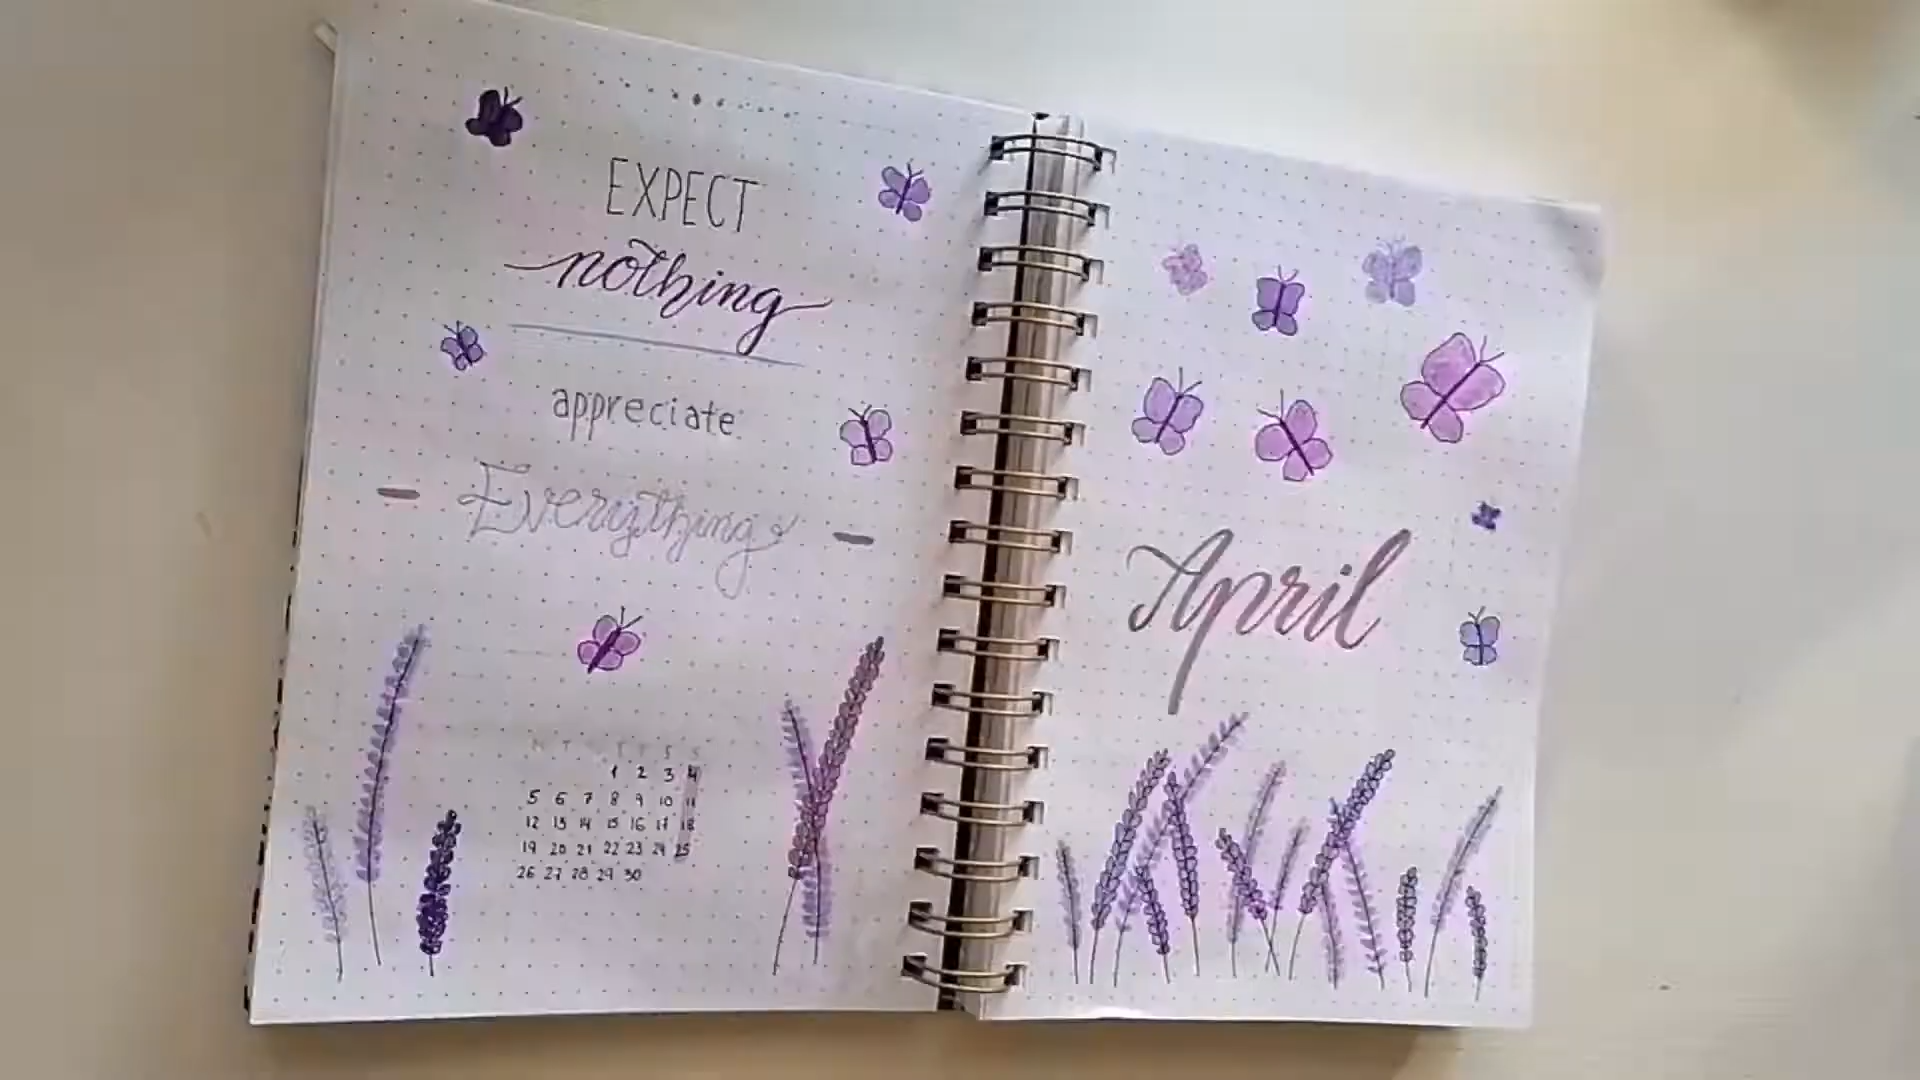 EXPECT
nothing
appreciate
- Everything -
1 2 3 4
5 6 7 8 9 10 11
12 13 14 15 16 17 18
19 20 21 22 23 24 25
26 27 28 29 30
April